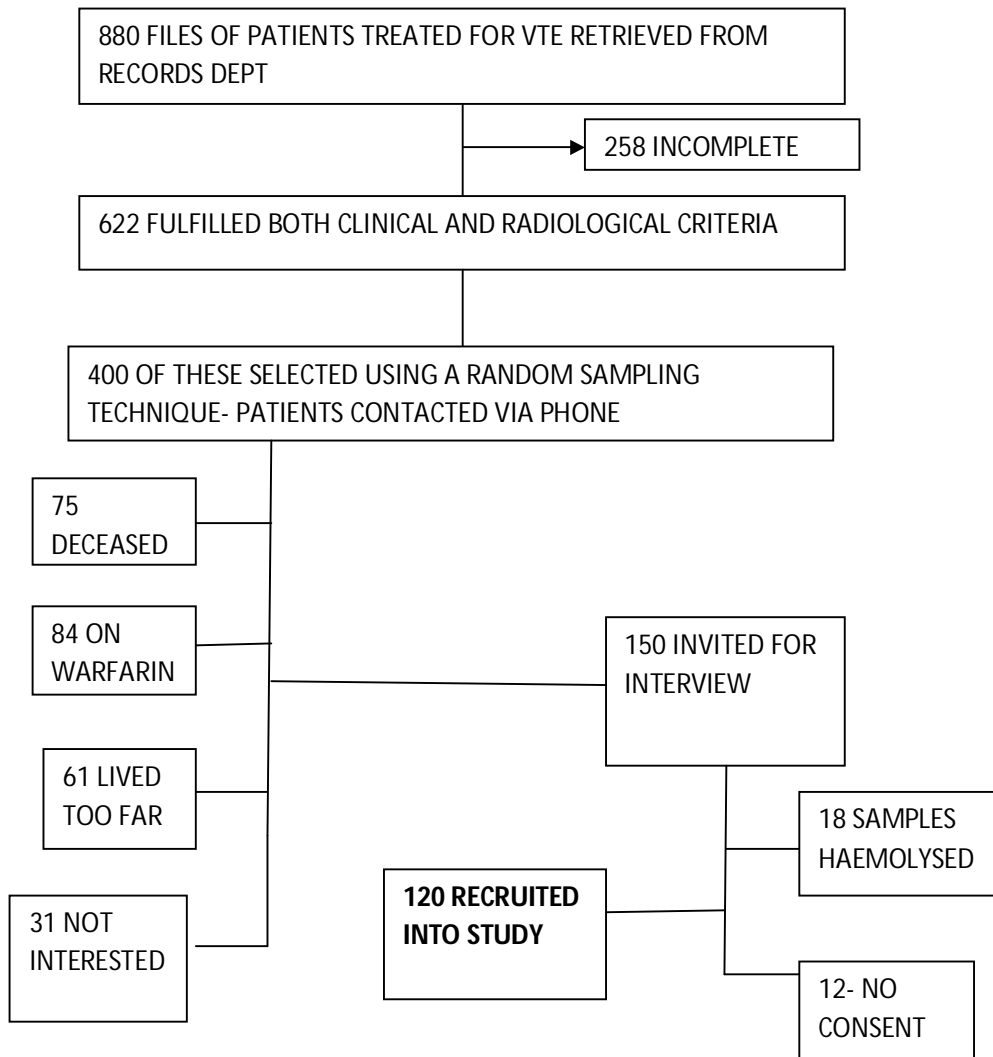 880 FILES OF PATIENTS TREATED FOR VTE RETRIEVED FROM
RECORDS DEPT
258 INCOMPLETE
622 FULFILLED BOTH CLINICAL AND RADIOLOGICAL CRITERIA
400 OF THESE SELECTED USING A RANDOM SAMPLING
TECHNIQUE- PATIENTS CONTACTED VIA PHONE
75
DECEASED
84 ON
WARFARIN
61 LIVED
TOO FAR
31 NOT
INTERESTED
150 INVITED FOR
INTERVIEW
18 SAMPLES
HAEMOLYSED
120 RECRUITED
INTO STUDY
12- NO
CONSENT